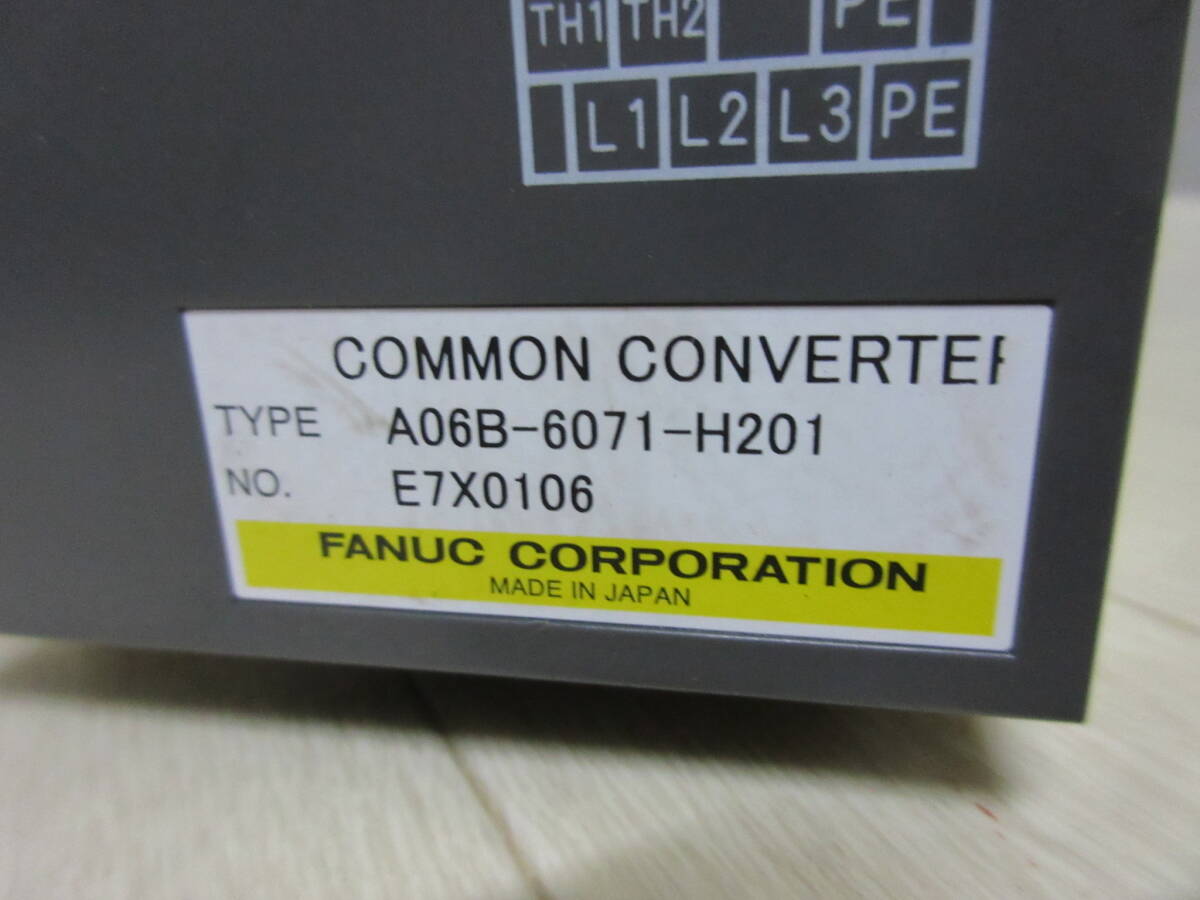 TH1 TH2 PE
L1 L2 L3 PE
COMMON CONVERTER
TYPE A06B-6071-H201
NO. E7X0106
FANUC CORPORATION
MADE IN JAPAN